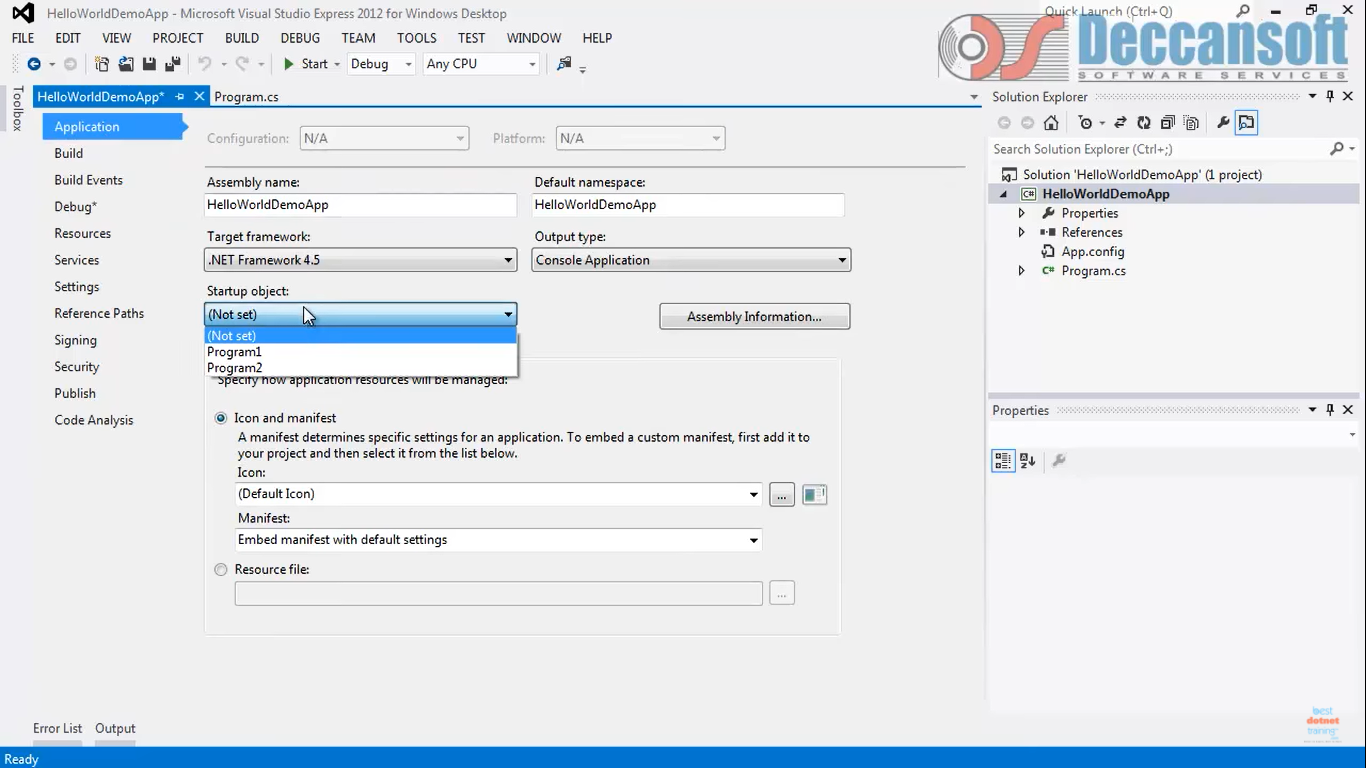 HelloWorldDemoApp - Microsoft Visual Studio Express 2012 for Windows Desktop
Quick Launch (Ctrl+Q)
FILE EDIT VIEW PROJECT BUILD DEBUG TEAM TOOLS TEST WINDOW HELP
DS Deccansoft
SOFTWARE SERVICES
Start Debug Any CPU
Toolbox
HelloWorldDemoApp* Program.cs
Application
Build
Build Events
Debug*
Resources
Services
Settings
Reference Paths
Signing
Security
Publish
Code Analysis
Configuration: N/A Platform: N/A
Assembly name: Default namespace:
HelloWorldDemoApp HelloWorldDemoApp
Target framework: Output type:
.NET Framework 4.5 Console Application
Startup object:
(Not set) Assembly Information...
(Not set)
Program1
Program2
Specify how application resources will be managed:
Icon and manifest
A manifest determines specific settings for an application. To embed a custom manifest, first add it to
your project and then select it from the list below.
Icon:
(Default Icon) ...
Manifest:
Embed manifest with default settings
Resource file:
...
Solution Explorer
Search Solution Explorer (Ctrl+;)
Solution 'HelloWorldDemoApp' (1 project)
HelloWorldDemoApp
Properties
References
App.config
Program.cs
Properties
best
dotnet
training
Error List Output
Ready